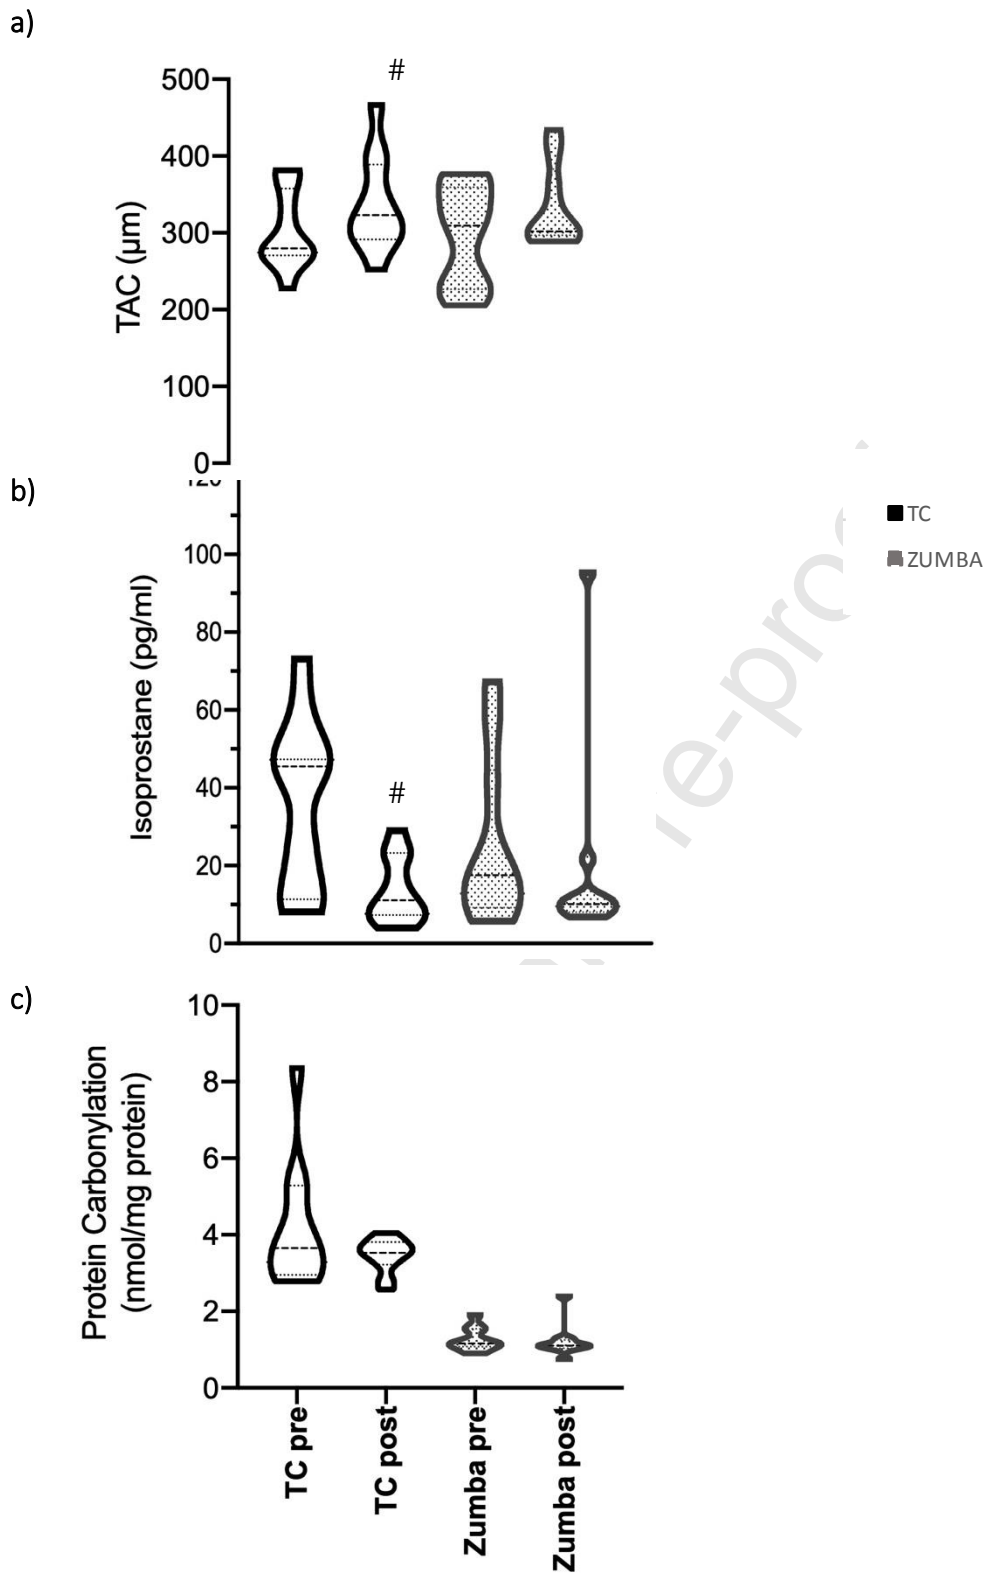 a)
#
500
400
300
200
100
0
TAC (µm)
b)
120
100
80
60
40
20
0
Isoprostane (pg/ml)
#
TC
ZUMBA
c)
10
8
6
4
2
0
Protein Carbonylation
(nmol/mg protein)
TC pre
TC post
Zumba pre
Zumba post